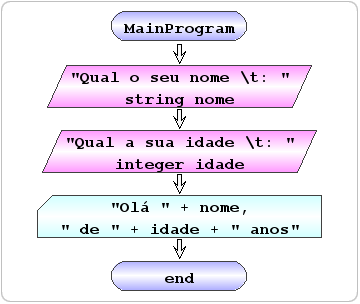 MainProgram
"Qual o seu nome \t: "
string nome
"Qual a sua idade \t: "
integer idade
"Olá " + nome,
" de " + idade + " anos"
end